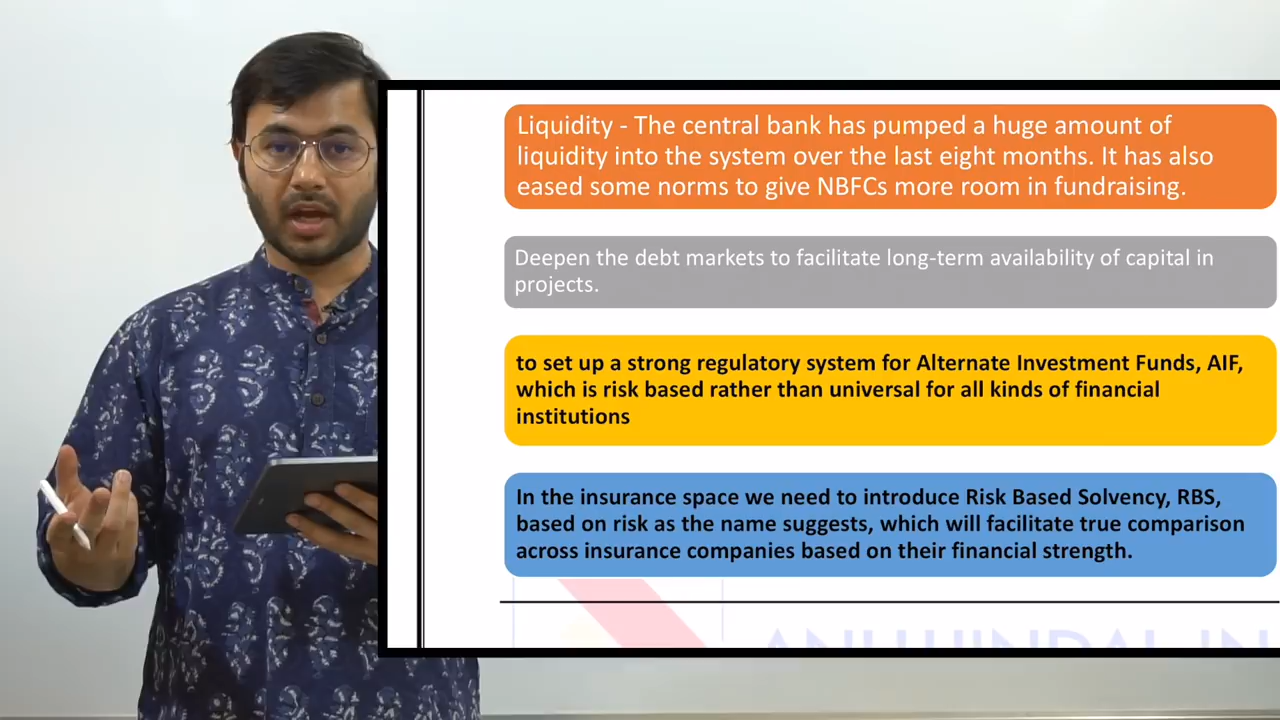 Liquidity - The central bank has pumped a huge amount of
liquidity into the system over the last eight months. It has also
eased some norms to give NBFCs more room in fundraising.
Deepen the debt markets to facilitate long-term availability of capital in
projects.
to set up a strong regulatory system for Alternate Investment Funds, AIF,
which is risk based rather than universal for all kinds of financial
institutions
In the insurance space we need to introduce Risk Based Solvency, RBS,
based on risk as the name suggests, which will facilitate true comparison
across insurance companies based on their financial strength.